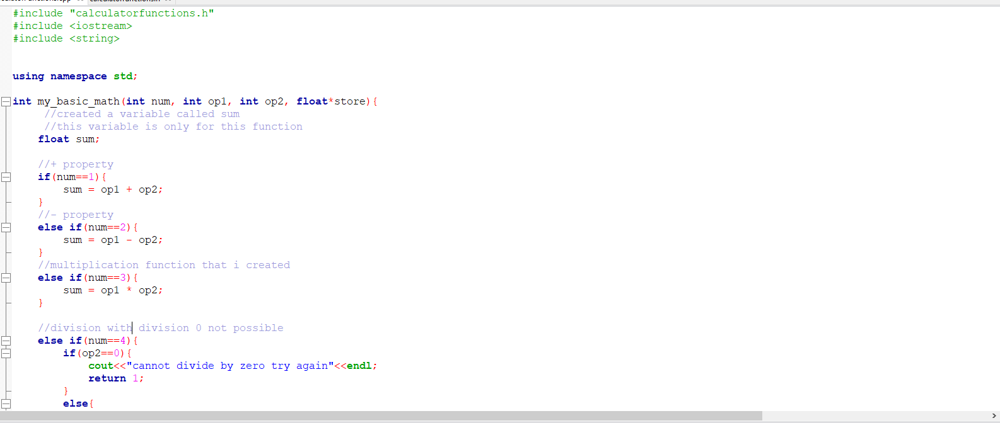 #include "calculatorfunctions.h"
#include <iostream>
#include <string>
using namespace std;
int my_basic_math(int num, int op1, int op2, float*store){
//created a variable called sum
//this variable is only for this function
float sum;
//+ property
if(num==1){
sum = op1 + op2;
}
//- property
else if(num==2){
sum = op1 - op2;
}
//multiplication function that i created
else if(num==3){
sum = op1 * op2;
}
//division with division 0 not possible
else if(num==4){
if(op2==0){
cout<<"cannot divide by zero try again"<<endl;
return 1;
}
else{